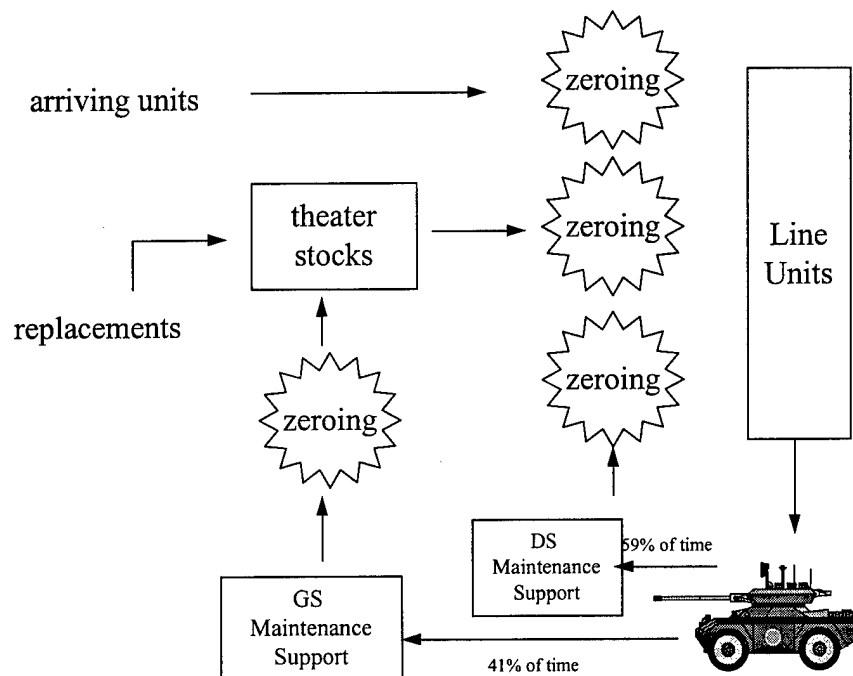 zeroing
arriving units
theater
stocks
zeroing
Line
Units
replacements
zeroing
zeroing
DS
Maintenance
Support
59% of time
GS
Maintenance
Support
41% of time